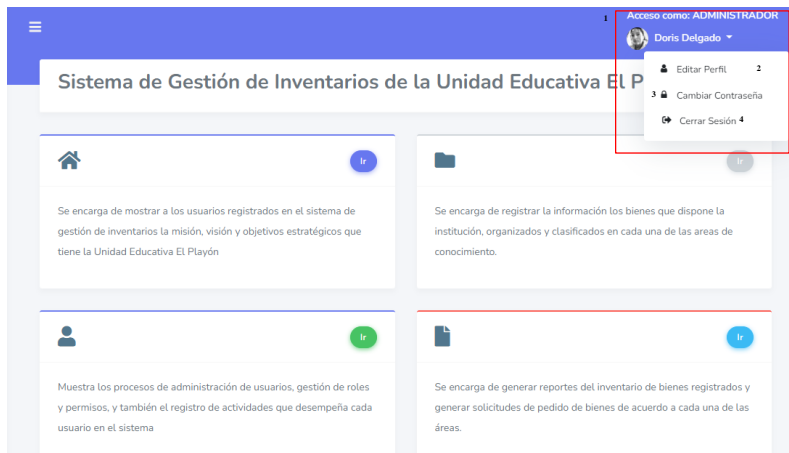 1 Acceso como: ADMINISTRADOR
Doris Delgado
Editar Perfil 2
3 Cambiar Contraseña
Cerrar Sesión 4
Sistema de Gestión de Inventarios de la Unidad Educativa El P
Ir
Se encarga de mostrar a los usuarios registrados en el sistema de
gestión de inventarios la misión, visión y objetivos estratégicos que
tiene la Unidad Educativa El Playón
Ir
Se encarga de registrar la información los bienes que dispone la
institución, organizados y clasificados en cada una de las areas de
conocimiento.
Ir
Muestra los procesos de administración de usuarios, gestión de roles
y permisos, y también el registro de actividades que desempeña cada
usuario en el sistema
Ir
Se encarga de generar reportes del inventario de bienes registrados y
generar solicitudes de pedido de bienes de acuerdo a cada una de las
áreas.